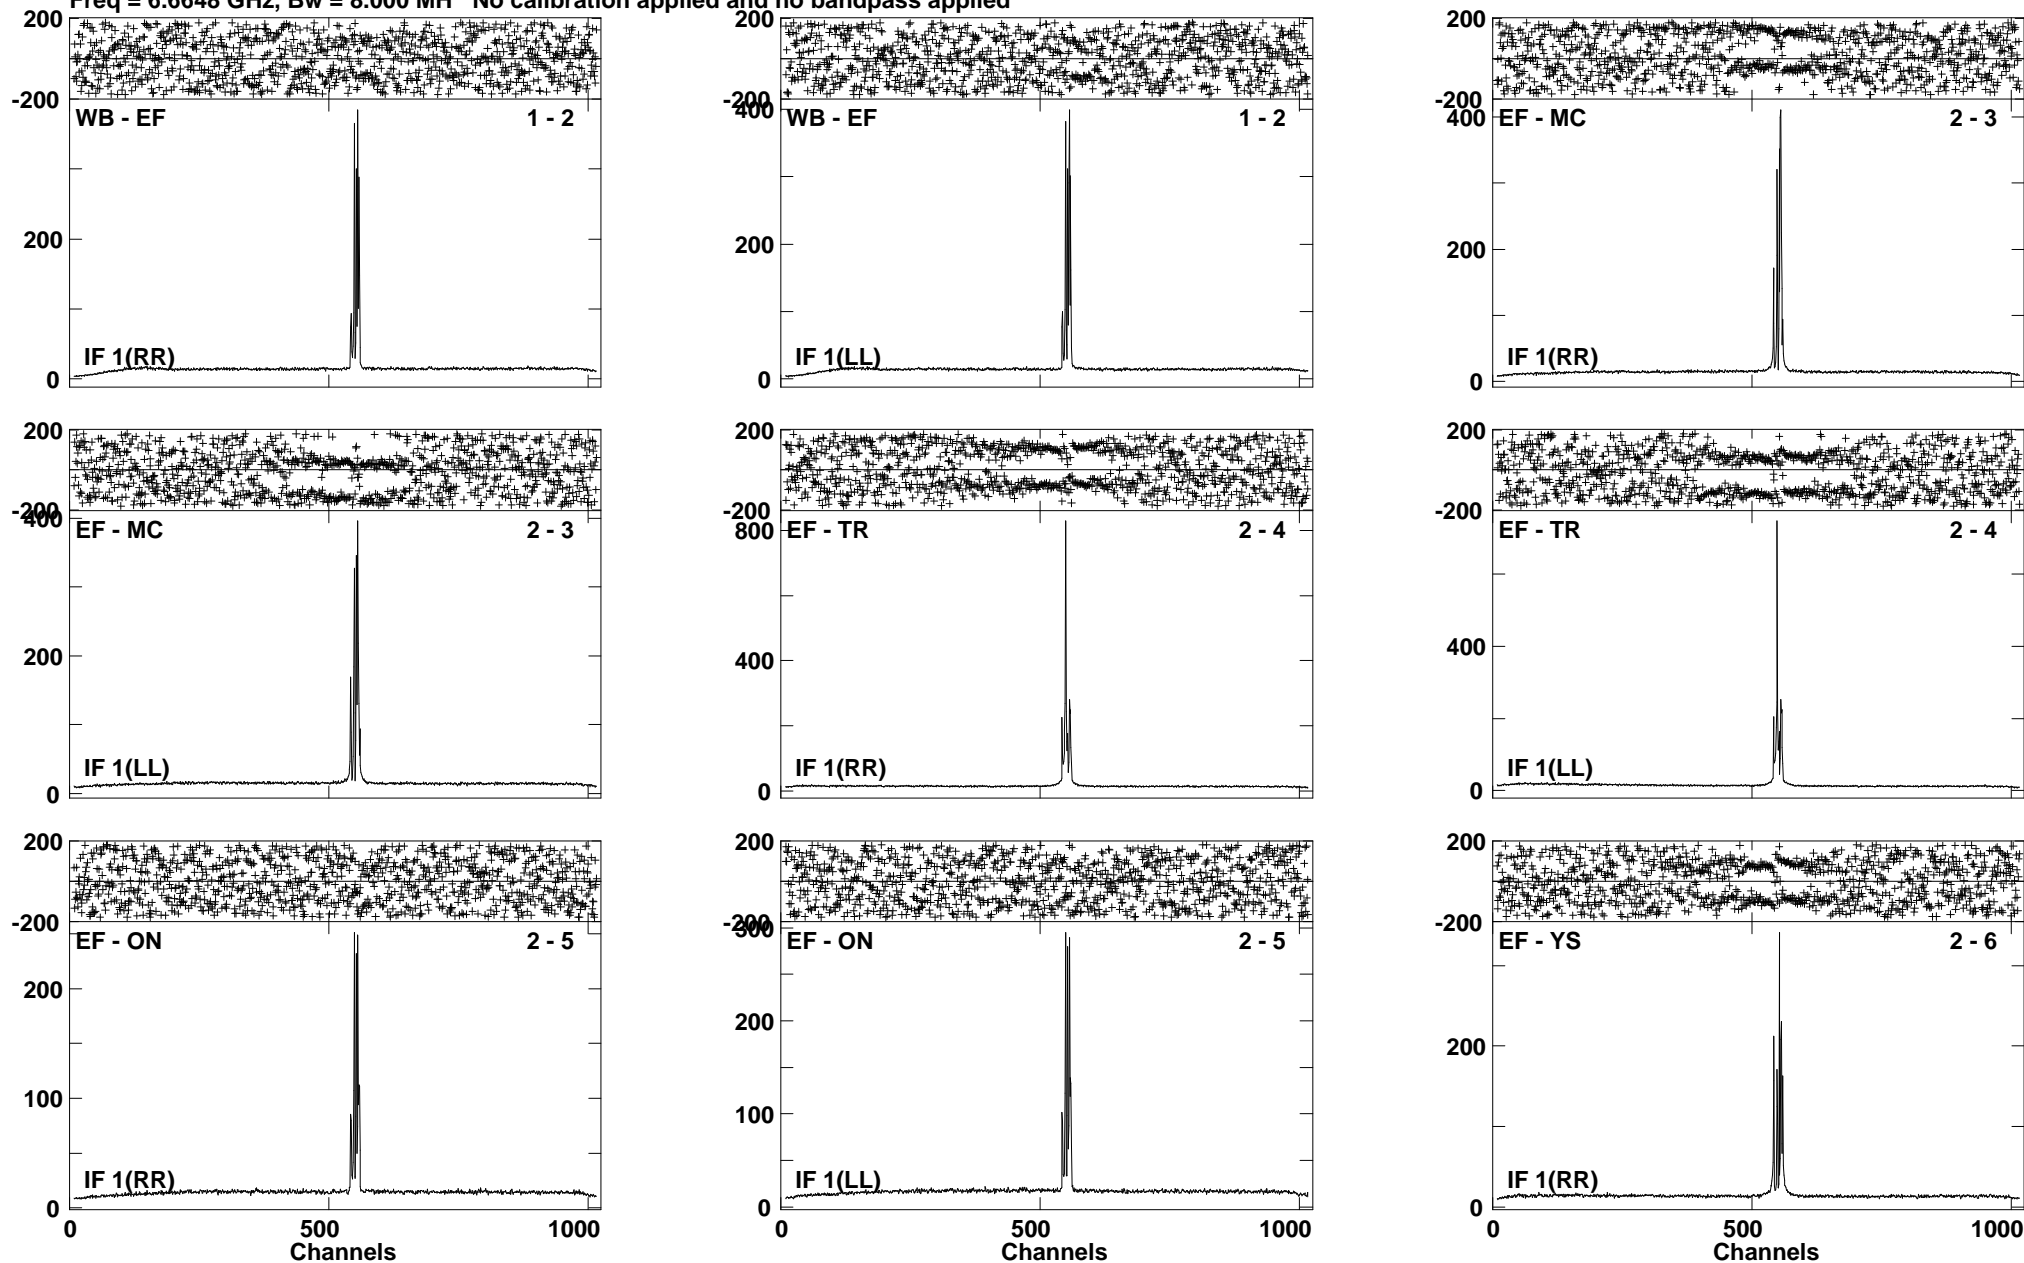 Freq = 6.6648 GHz, Bw = 8.000 MH No calibration applied and no bandpass applied
200
-200
WB - EF 1 - 2
200
0
IF 1(RR)
200
-200
400
WB - EF 1 - 2
200
0
IF 1(LL)
200
-200
400
EF - MC 2 - 3
200
0
IF 1(RR)
200
-200
400
EF - MC 2 - 3
200
0
IF 1(LL)
200
-200
800
EF - TR 2 - 4
400
0
IF 1(RR)
200
-200
EF - TR 2 - 4
400
0
IF 1(LL)
200
-200
EF - ON 2 - 5
200
100
0
IF 1(RR)
0 500 1000
Channels
200
-200
300
EF - ON 2 - 5
200
100
0
IF 1(LL)
0 500 1000
Channels
200
-200
EF - YS 2 - 6
200
0
IF 1(RR)
0 500 1000
Channels